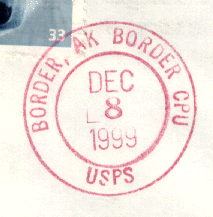 33
BORDER, AK BORDER CPU
DEC
8
1999
USPS